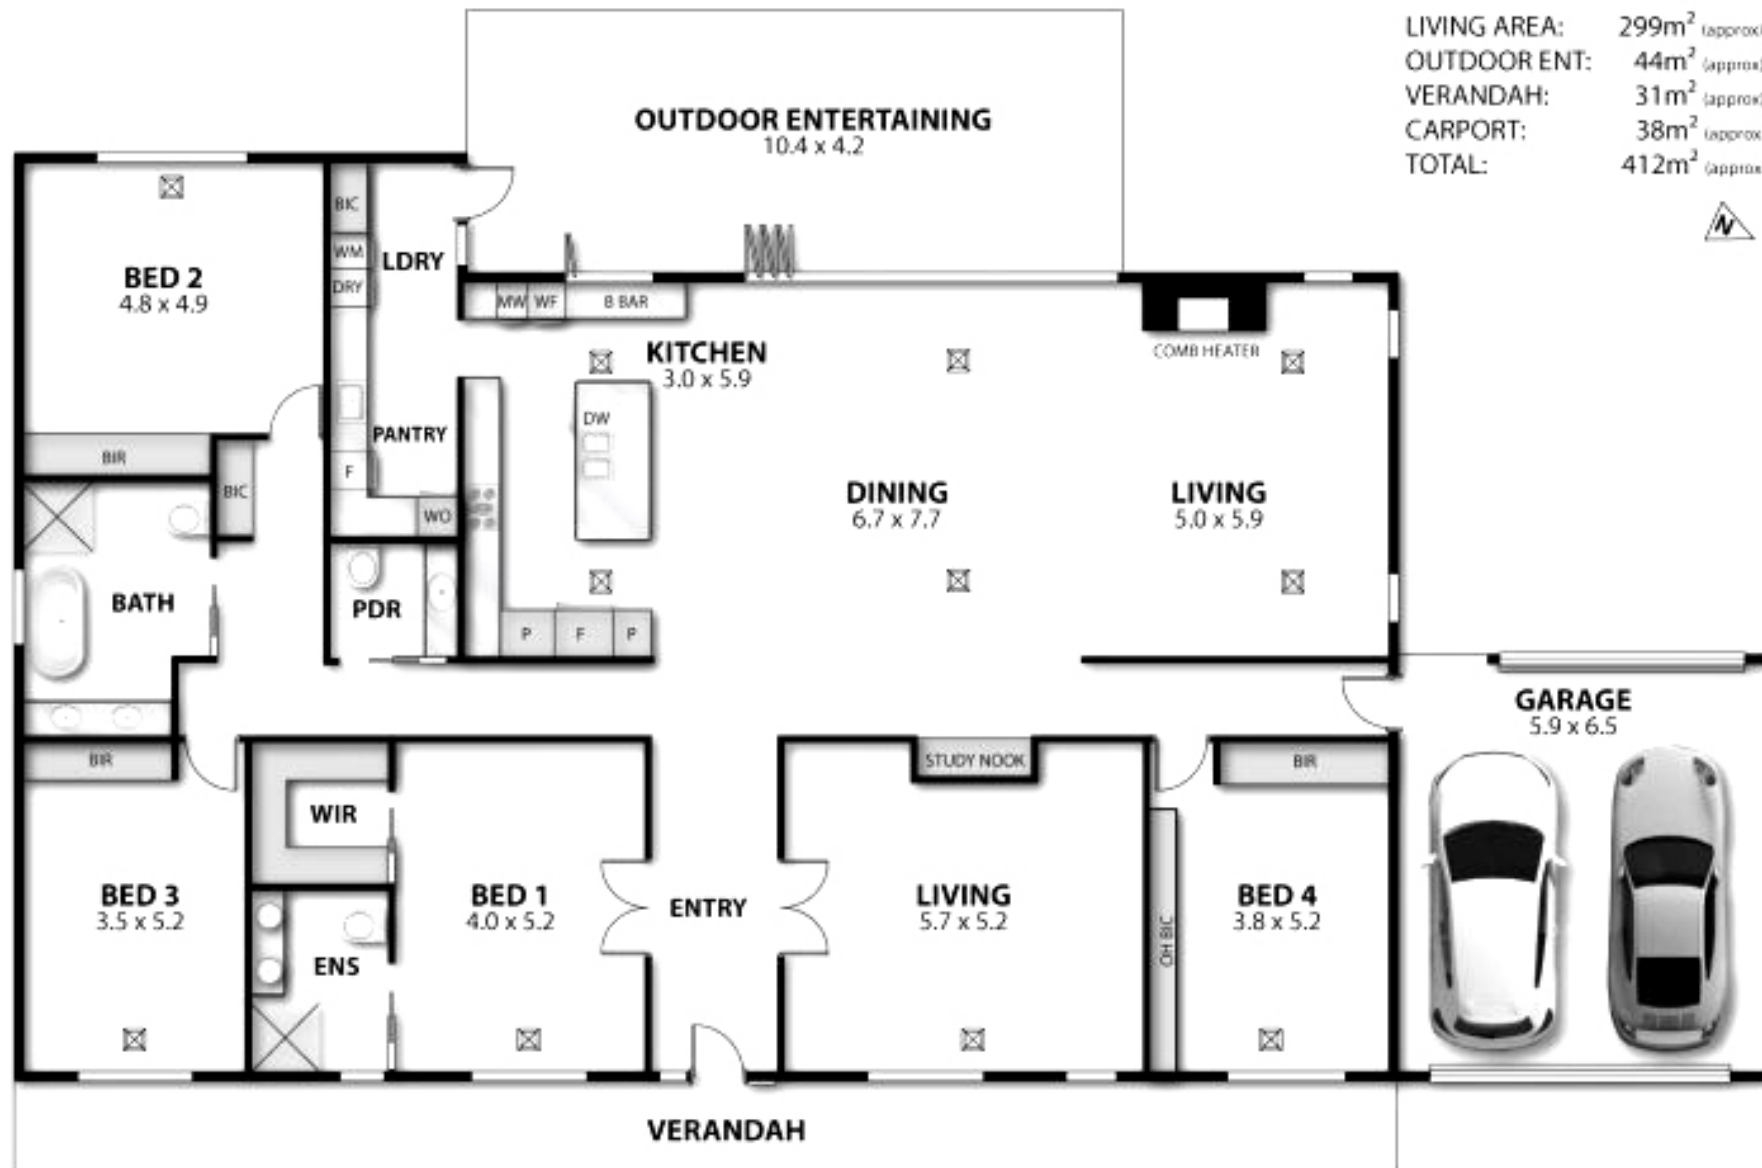 LIVING AREA: 299m² (approx)
OUTDOOR ENT: 44m² (approx)
VERANDAH: 31m² (approx)
CARPORT: 38m² (approx
TOTAL: 412m² (approx
N
OUTDOOR ENTERTAINING
10.4 x 4.2
BIC
WM
LDRY
DRY
BED 2
4.8 x 4.9
MW
WF
B BAR
KITCHEN
3.0 x 5.9
COMB HEATER
DW
PANTRY
BIR
F
BIC
WO
DINING
6.7 x 7.7
LIVING
5.0 x 5.9
BATH
PDR
P
F
P
GARAGE
5.9 x 6.5
BIR
STUDY NOOK
BIR
WIR
BED 3
3.5 x 5.2
BED 1
4.0 x 5.2
ENTRY
LIVING
5.7 x 5.2
OH BIC
BED 4
3.8 x 5.2
ENS
VERANDAH